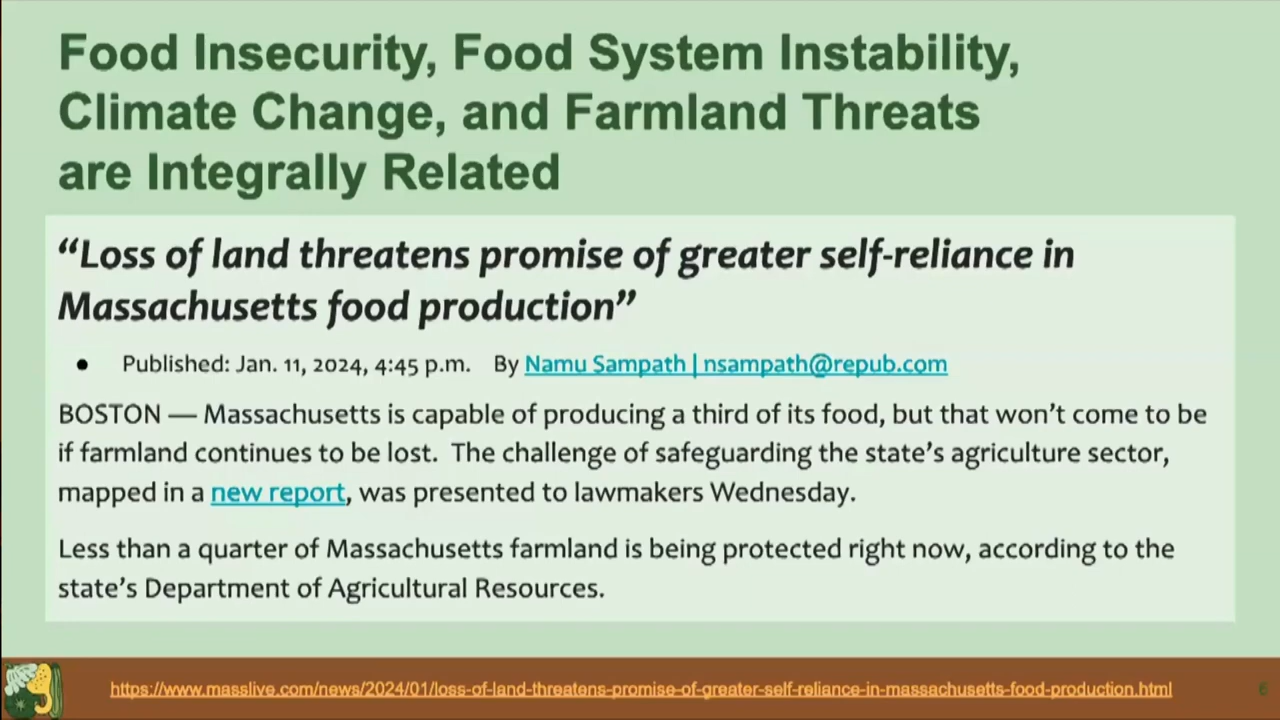 Food Insecurity, Food System Instability,
Climate Change, and Farmland Threats
are Integrally Related
“Loss of land threatens promise of greater self-reliance in
Massachusetts food production”
● Published: Jan. 11, 2024, 4:45 p.m. By Namu Sampath | nsampath@repub.com
BOSTON — Massachusetts is capable of producing a third of its food, but that won’t come to be
if farmland continues to be lost. The challenge of safeguarding the state’s agriculture sector,
mapped in a new report, was presented to lawmakers Wednesday.
Less than a quarter of Massachusetts farmland is being protected right now, according to the
state’s Department of Agricultural Resources.
https://www.masslive.com/news/2024/01/loss-of-land-threatens-promise-of-greater-self-reliance-in-massachusetts-food-production.html